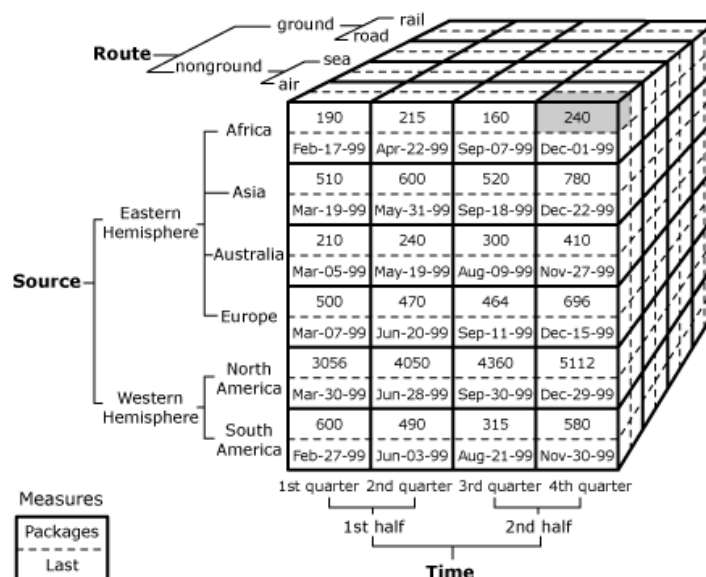 ground
rail
road
Route
nonground
sea
air
190 215 160 240
Africa
Feb-17-99 Apr-22-99 Sep-07-99 Dec-01-99
510 600 520 780
Asia
Mar-19-99 May-31-99 Sep-18-99 Dec-22-99
Eastern
Hemisphere
210 240 300 410
Australia
Mar-05-99 May-19-99 Aug-09-99 Nov-27-99
Source
500 470 464 696
Europe
Mar-07-99 Jun-20-99 Sep-11-99 Dec-15-99
3056 4050 4360 5112
North
America
Mar-30-99 Jun-28-99 Sep-30-99 Dec-29-99
Western
Hemisphere
600 490 315 580
South
America
Feb-27-99 Jun-03-99 Aug-21-99 Nov-30-99
1st quarter 2nd quarter 3rd quarter 4th quarter
1st half 2nd half
Time
Measures
Packages
Last